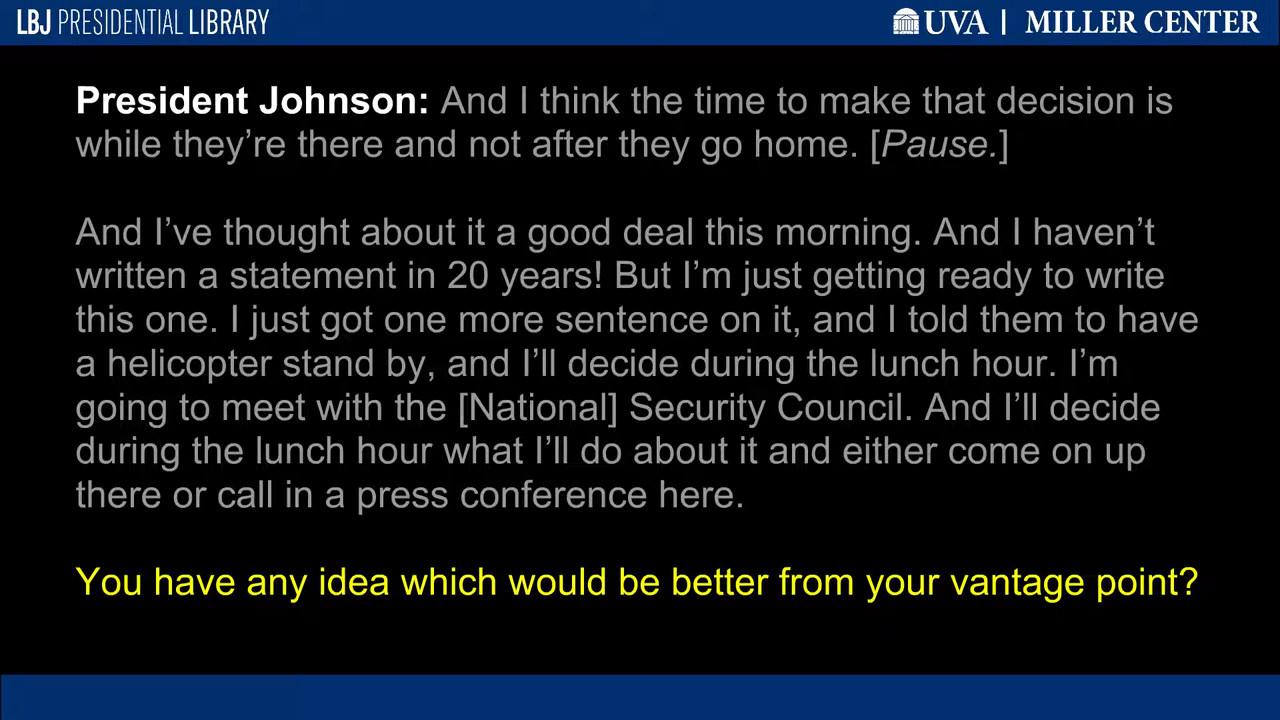 LBJ PRESIDENTIAL LIBRARY
UVA | MILLER CENTER
President Johnson: And I think the time to make that decision is
while they’re there and not after they go home. [Pause.]
And I’ve thought about it a good deal this morning. And I haven’t
written a statement in 20 years! But I’m just getting ready to write
this one. I just got one more sentence on it, and I told them to have
a helicopter stand by, and I’ll decide during the lunch hour. I’m
going to meet with the [National] Security Council. And I’ll decide
during the lunch hour what I’ll do about it and either come on up
there or call in a press conference here.
You have any idea which would be better from your vantage point?